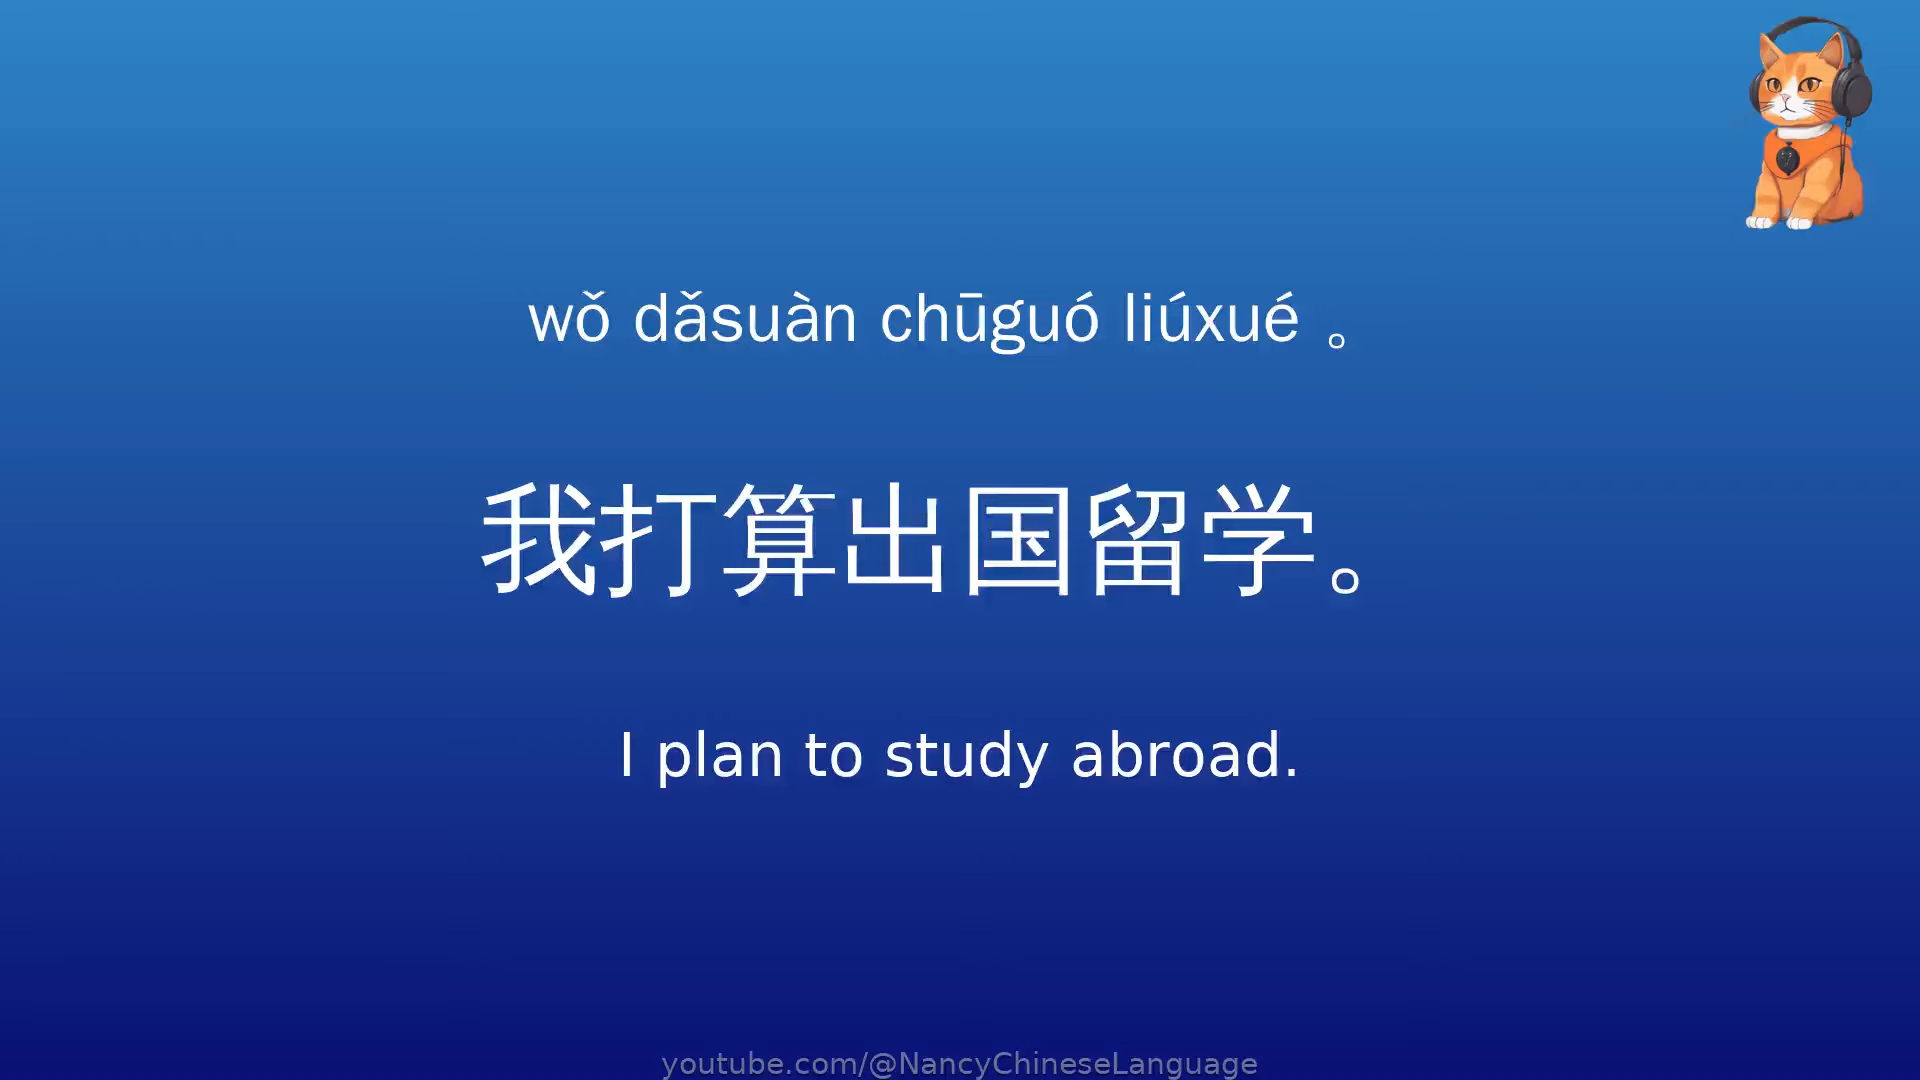 wǒ dǎsuàn chūguó liúxué 。
我打算出国留学。
I plan to study abroad.
youtube.com/@NancyChineseLanguage